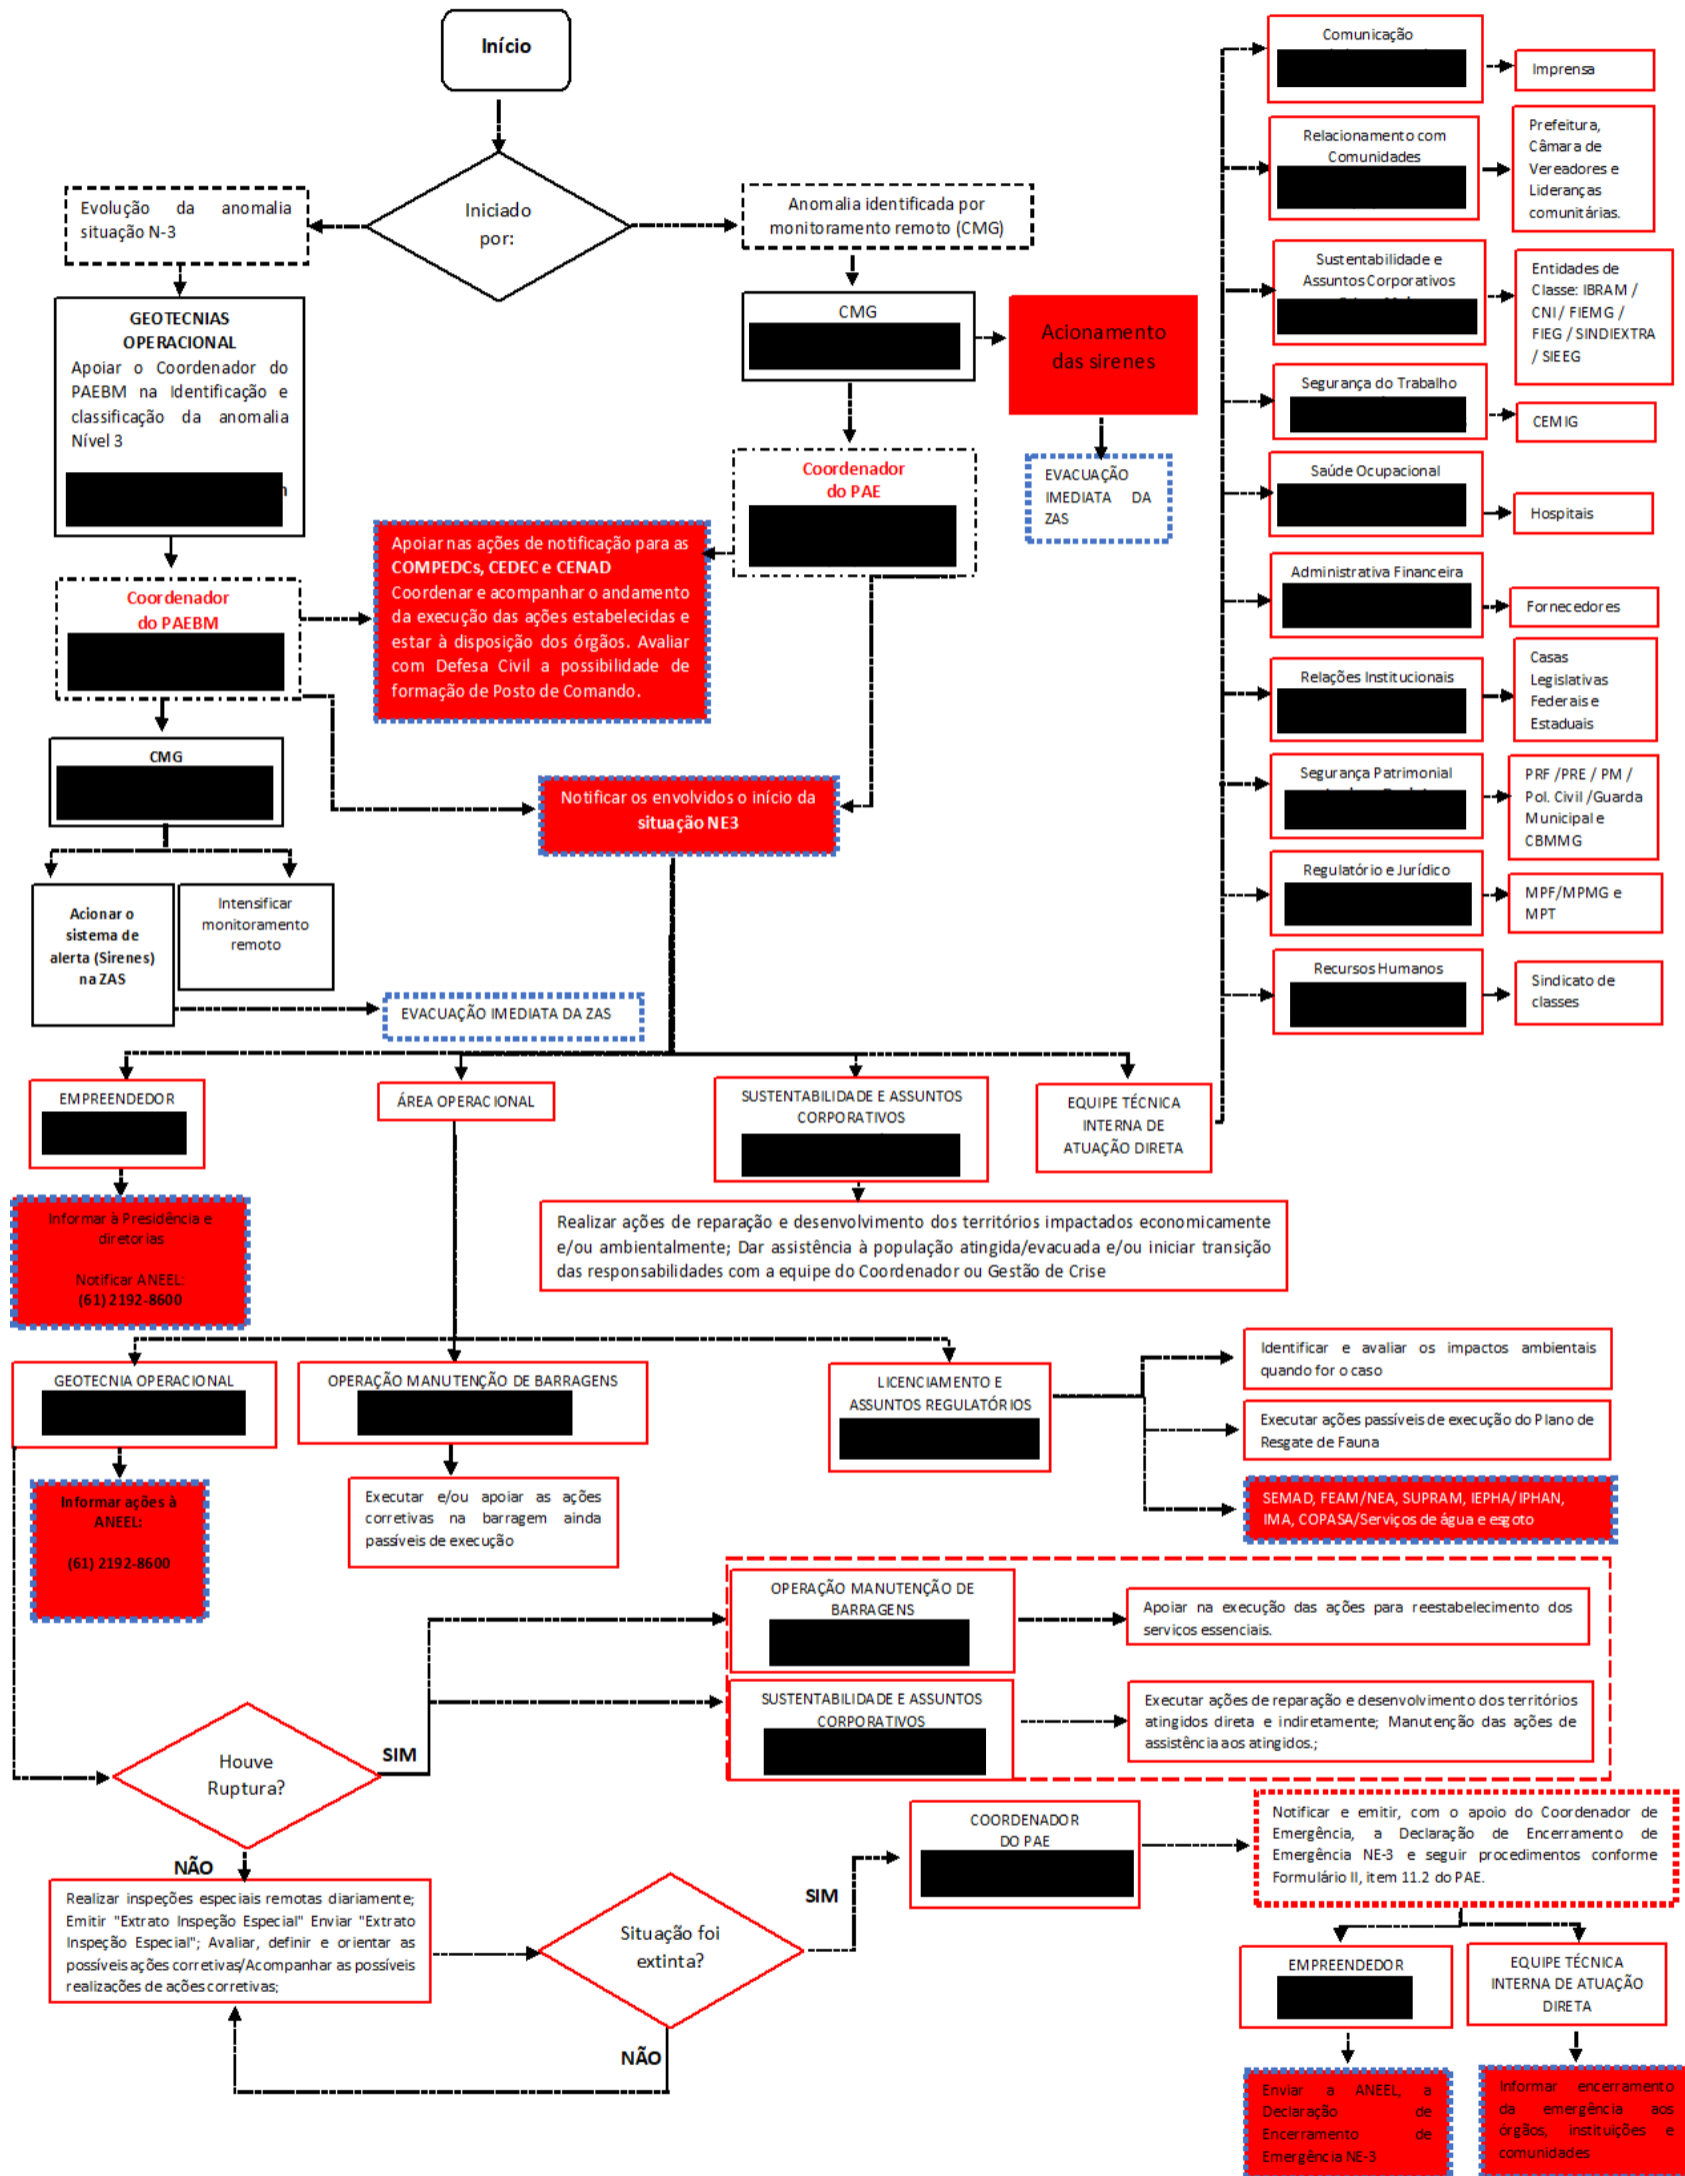 Início
Iniciado
por:
Evolução da anomalia
situação N-3
Anomalia identificada por
monitoramento remoto (CMG)
GEOTECNIAS
OPERACIONAL
Apoiar o Coordenador do
PAEBM na Identificação e
classificação da anomalia
Nível 3
CMG
Acionamento
das sirenes
EVACUAÇÃO
IMEDIATA DA
ZAS
Coordenador
do PAE
Coordenador
do PAEBM
Apoiar nas ações de notificação para as
COMPEDCs, CEDEC e CENAD
Coordenar e acompanhar o andamento
da execução das ações estabelecidas e
estar à disposição dos órgãos. Avaliar
com Defesa Civil a possibilidade de
formação de Posto de Comando.
CMG
Notificar os envolvidos o início da
situação NE3
Acionar o
sistema de
alerta (Sirenes)
na ZAS
Intensificar
monitoramento
remoto
EVACUAÇÃO IMEDIATA DA ZAS
Comunicação
Imprensa
Relacionamento com
Comunidades
Prefeitura,
Câmara de
Vereadores e
Lideranças
comunitárias.
Sustentabilidade e
Assuntos Corporativos
Entidades de
Classe: IBRAM /
CNI / FIEMG /
FIEG / SINDIEXTRA
/ SIEEG
Segurança do Trabalho
CEMIG
Saúde Ocupacional
Hospitais
Administrativa Financeira
Fornecedores
Relações Institucionais
Casas
Legislativas
Federais e
Estaduais
Segurança Patrimonial
PRF /PRE / PM /
Pol. Civil /Guarda
Municipal e
CBMMG
Regulatório e Jurídico
MPF/MPMG e
MPT
Recursos Humanos
Sindicato de
classes
EMPREENDEDOR
ÁREA OPERACIONAL
SUSTENTABILIDADE E ASSUNTOS
CORPORATIVOS
EQUIPE TÉCNICA
INTERNA DE
ATUAÇÃO DIRETA
Informar à Presidência e
diretorias
Notificar ANEEL:
(61) 2192-8600
Realizar ações de reparação e desenvolvimento dos territórios impactados economicamente
e/ou ambientalmente; Dar assistência à população atingida/evacuada e/ou iniciar transição
das responsabilidades com a equipe do Coordenador ou Gestão de Crise
GEOTECNIA OPERACIONAL
OPERAÇÃO MANUTENÇÃO DE BARRAGENS
LICENCIAMENTO E
ASSUNTOS REGULATÓRIOS
Identificar e avaliar os impactos ambientais
quando for o caso
Executar ações passíveis de execução do Plano de
Resgate de Fauna
SEMAD, FEAM/NEA, SUPRAM, IEPHA/IPHAN,
IMA, COPASA/Serviços de água e esgoto
Informar ações à
ANEEL:
(61) 2192-8600
Executar e/ou apoiar as ações
corretivas na barragem ainda
passíveis de execução
OPERAÇÃO MANUTENÇÃO DE
BARRAGENS
Apoiar na execução das ações para reestabelecimento dos
serviços essenciais.
SUSTENTABILIDADE E ASSUNTOS
CORPORATIVOS
Executar ações de reparação e desenvolvimento dos territórios
atingidos direta e indiretamente; Manutenção das ações de
assistência aos atingidos.;
Houve
Ruptura?
SIM
NÃO
Realizar inspeções especiais remotas diariamente;
Emitir "Extrato Inspeção Especial" Enviar "Extrato
Inspeção Especial"; Avaliar, definir e orientar as
possíveis ações corretivas/Acompanhar as possíveis
realizações de ações corretivas;
Situação foi
extinta?
SIM
NÃO
COORDENADOR
DO PAE
Notificar e emitir, com o apoio do Coordenador de
Emergência, a Declaração de Encerramento de
Emergência NE-3 e seguir procedimentos conforme
Formulário II, item 11.2 do PAE.
EMPREENDEDOR
EQUIPE TÉCNICA
INTERNA DE ATUAÇÃO
DIRETA
Enviar a ANEEL, a
Declaração de
Encerramento de
Emergência NE-3
Informar encerramento
da emergência aos
órgãos, instituições e
comunidades